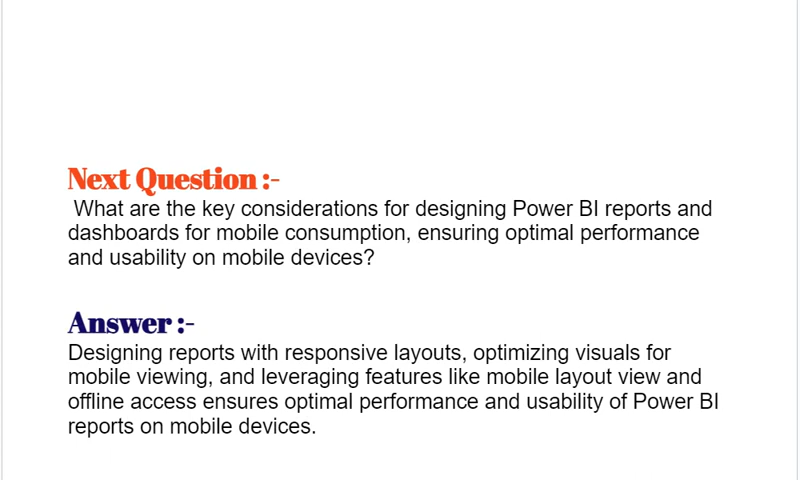 Next Question :-
What are the key considerations for designing Power BI reports and
dashboards for mobile consumption, ensuring optimal performance
and usability on mobile devices?
Answer :-
Designing reports with responsive layouts, optimizing visuals for
mobile viewing, and leveraging features like mobile layout view and
offline access ensures optimal performance and usability of Power BI
reports on mobile devices.